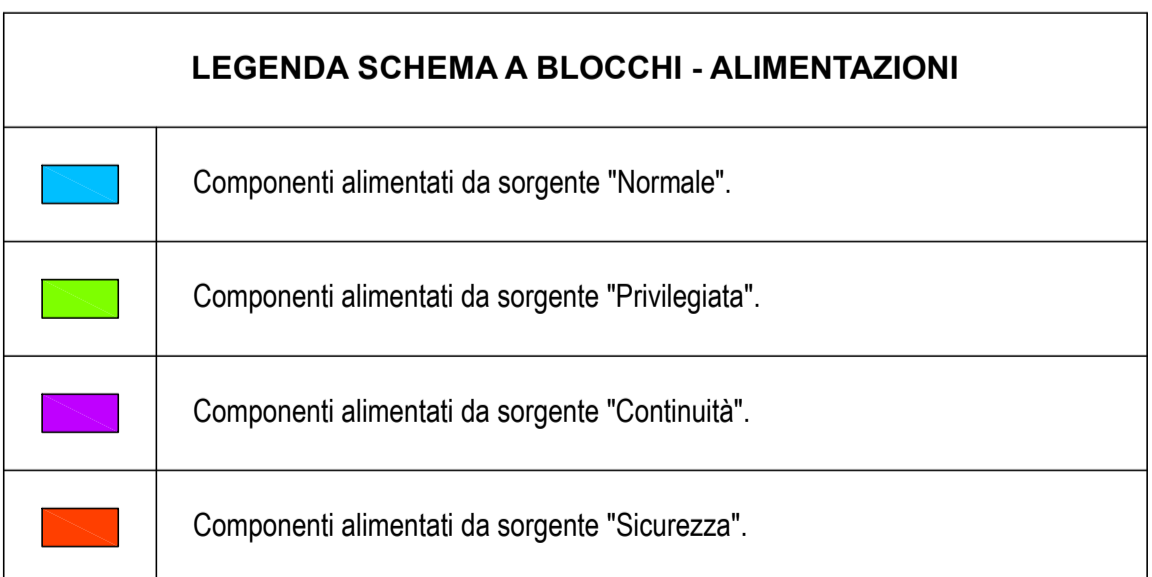 LEGENDA SCHEMA A BLOCCHI - ALIMENTAZIONI
Componenti alimentati da sorgente "Normale".
Componenti alimentati da sorgente "Privilegiata".
Componenti alimentati da sorgente "Continuità".
Componenti alimentati da sorgente "Sicurezza".